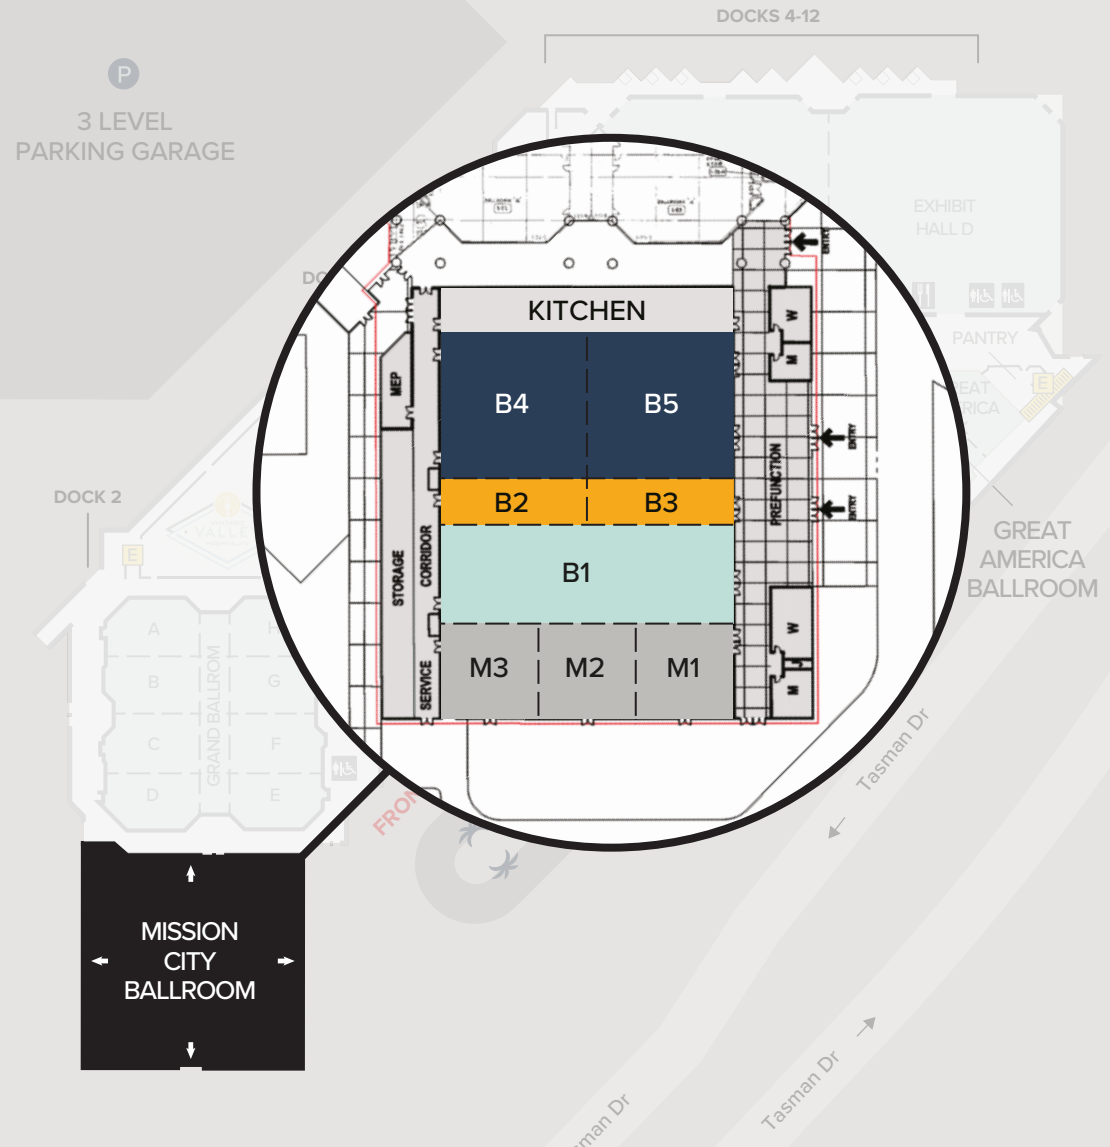 DOCKS 4-12
P
3 LEVEL
PARKING GARAGE
EXHIBIT
HALL D
ENTRY
KITCHEN
W
M
PANTRY
E
MEP
B4
B5
ENTRY
PREFUNCTION
DOCK 2
B2
B3
ENTRY
GREAT
AMERICA
BALLROOM
E
STORAGE
CORRIDOR
B1
A
B
G
C
F
D
E
SERVICE
M3
M2
M1
W
M
Tasman Dr
MISSION
CITY
BALLROOM
Tasman Dr